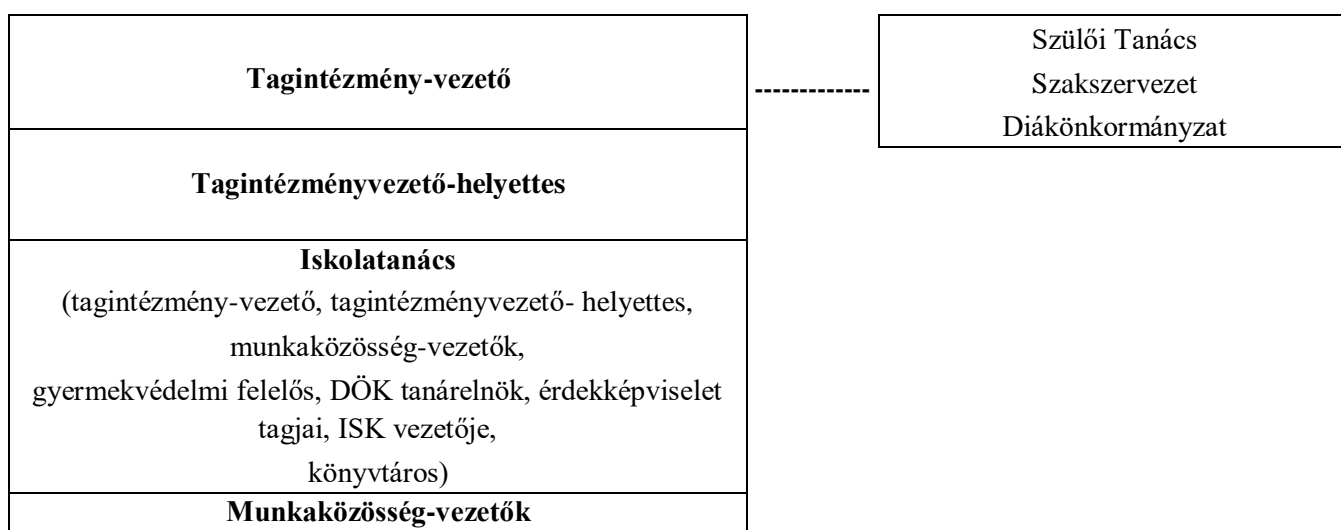 Tagintézmény-vezető
Szülői Tanács
Szakszervezet
Diákönkormányzat
Tagintézményvezető-helyettes
Iskolatanács
(tagintézmény-vezető, tagintézményvezető- helyettes,
munkaközösség-vezetők,
gyermekvédelmi felelős, DÖK tanárelnök, érdekképviselet
tagjai, ISK vezetője,
könyvtáros)
Munkaközösség-vezetők